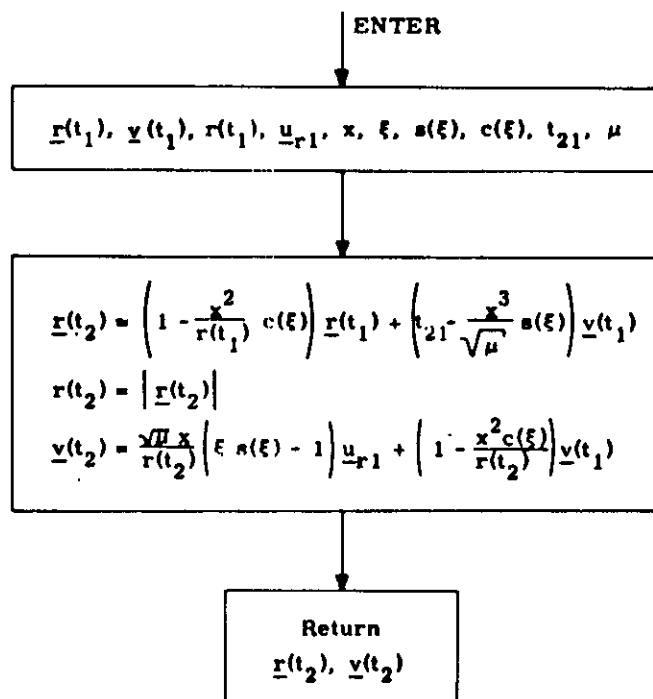 ENTER
r(t₁), v(t₁), r(t₁), u_r1, x, ξ, s(ξ), c(ξ), t₂₁, μ
r(t₂) = (1 - x²/r(t₁) c(ξ)) r(t₁) + (t₂₁ - x³/√μ s(ξ)) v(t₁)
r(t₂) = |r(t₂)|
v(t₂) = √μ x/r(t₂) (ξ s(ξ) - 1) u_r1 + (1 - x² c(ξ)/r(t₂)) v(t₁)
Return
r(t₂), v(t₂)